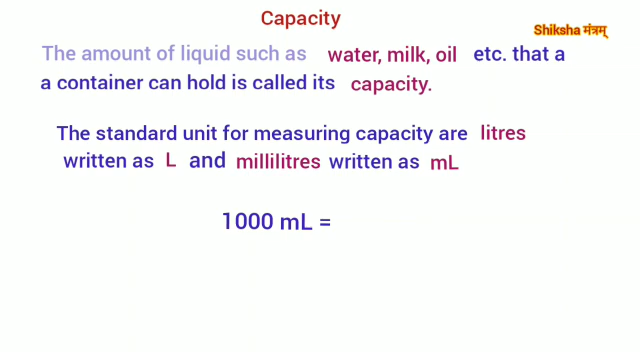 Capacity
Shiksha मंत्रम्
The amount of liquid such as water, milk, oil etc. that a
a container can hold is called its capacity.
The standard unit for measuring capacity are litres
written as L and millilitres written as mL
1000 mL =